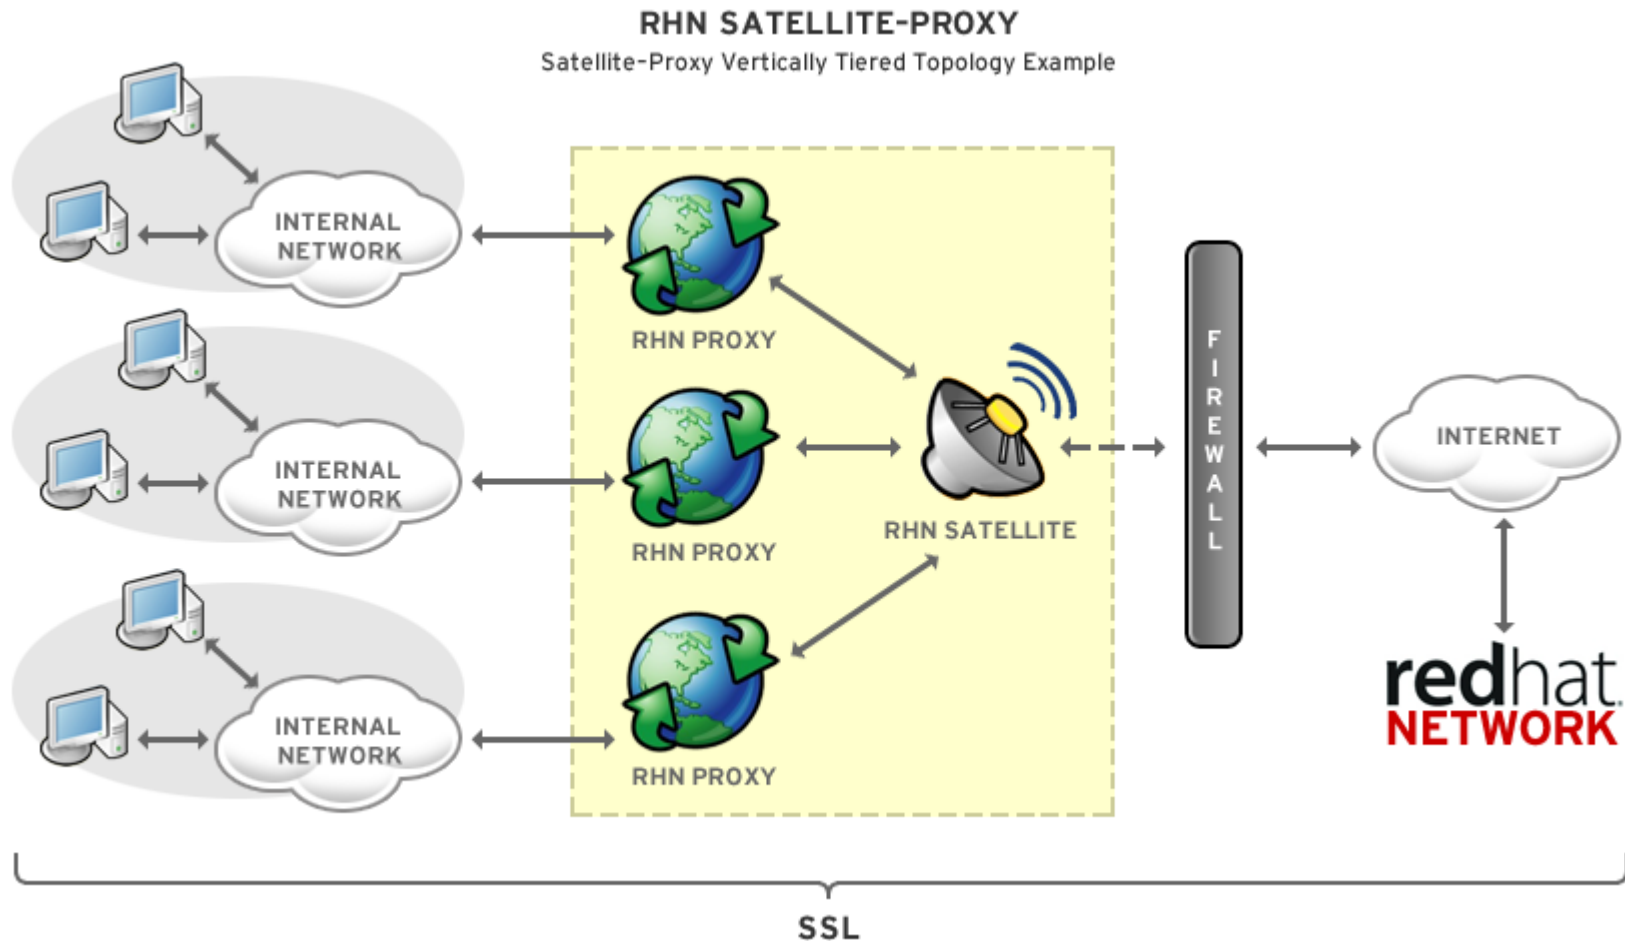 RHN SATELLITE-PROXY
Satellite-Proxy Vertically Tiered Topology Example
INTERNAL
NETWORK
RHN PROXY
INTERNAL
NETWORK
RHN PROXY
INTERNAL
NETWORK
RHN PROXY
RHN SATELLITE
FIREWALL
INTERNET
redhat.
NETWORK
SSL